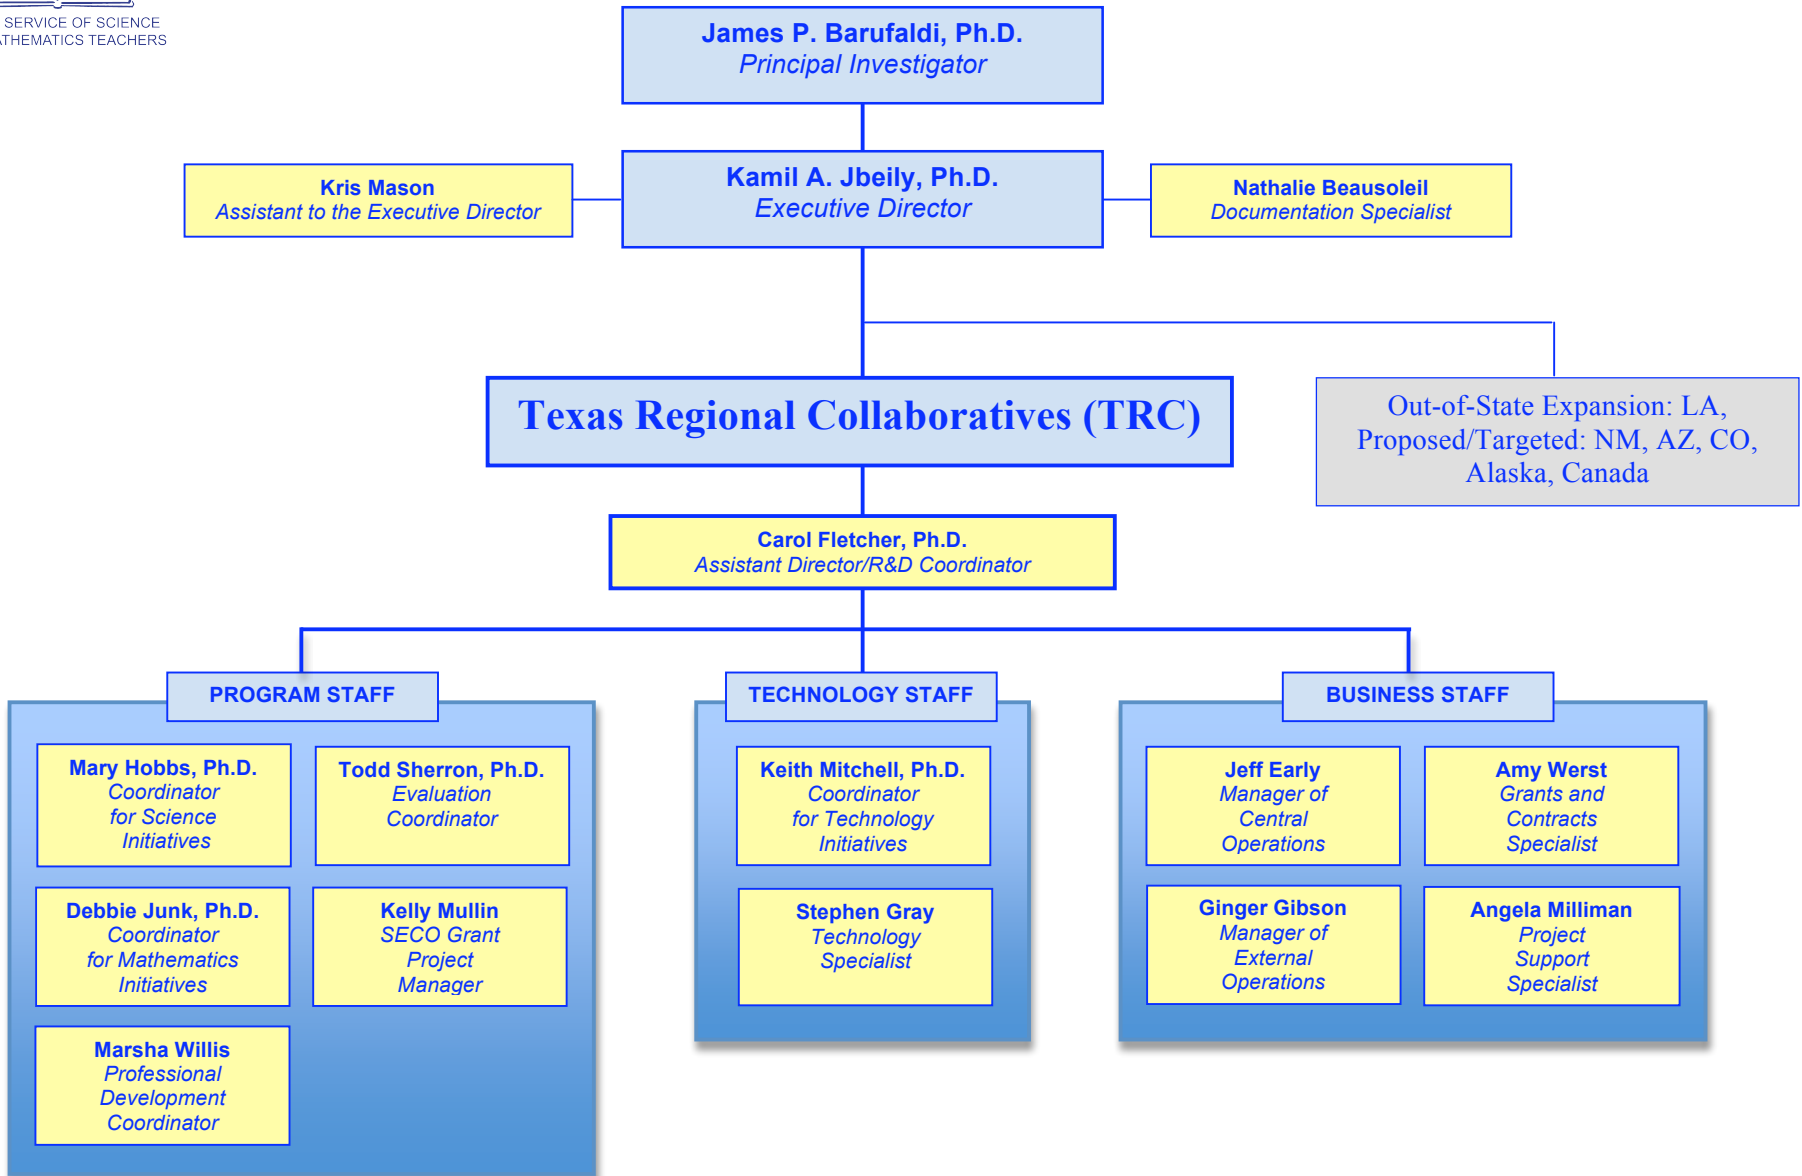 SERVICE OF SCIENCE
ATHEMATICS TEACHERS
James P. Barufaldi, Ph.D.
Principal Investigator
Kris Mason
Assistant to the Executive Director
Kamil A. Jbeily, Ph.D.
Executive Director
Nathalie Beausoleil
Documentation Specialist
Texas Regional Collaboratives (TRC)
Out-of-State Expansion: LA,
Proposed/Targeted: NM, AZ, CO,
Alaska, Canada
Carol Fletcher, Ph.D.
Assistant Director/R&D Coordinator
PROGRAM STAFF
Mary Hobbs, Ph.D.
Coordinator
for Science
Initiatives
Todd Sherron, Ph.D.
Evaluation
Coordinator
Debbie Junk, Ph.D.
Coordinator
for Mathematics
Initiatives
Kelly Mullin
SECO Grant
Project
Manager
Marsha Willis
Professional
Development
Coordinator
TECHNOLOGY STAFF
Keith Mitchell, Ph.D.
Coordinator
for Technology
Initiatives
Stephen Gray
Technology
Specialist
BUSINESS STAFF
Jeff Early
Manager of
Central
Operations
Amy Werst
Grants and
Contracts
Specialist
Ginger Gibson
Manager of
External
Operations
Angela Milliman
Project
Support
Specialist